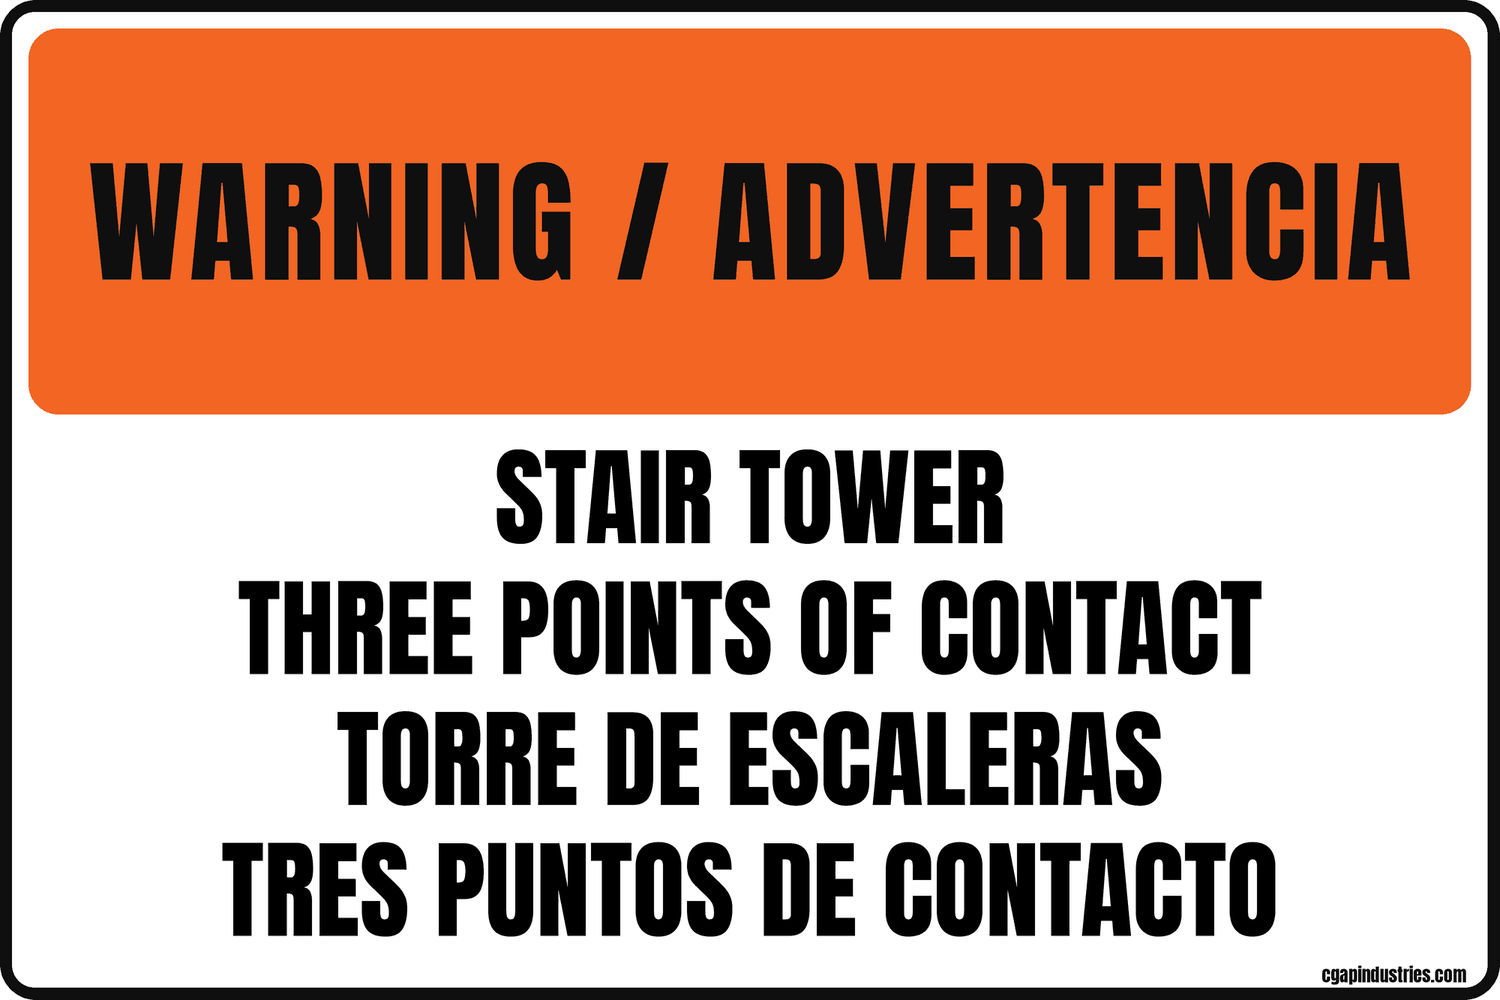 WARNING / ADVERTENCIA
STAIR TOWER
THREE POINTS OF CONTACT
TORRE DE ESCALERAS
TRES PUNTOS DE CONTACTO
cgapindustries.com